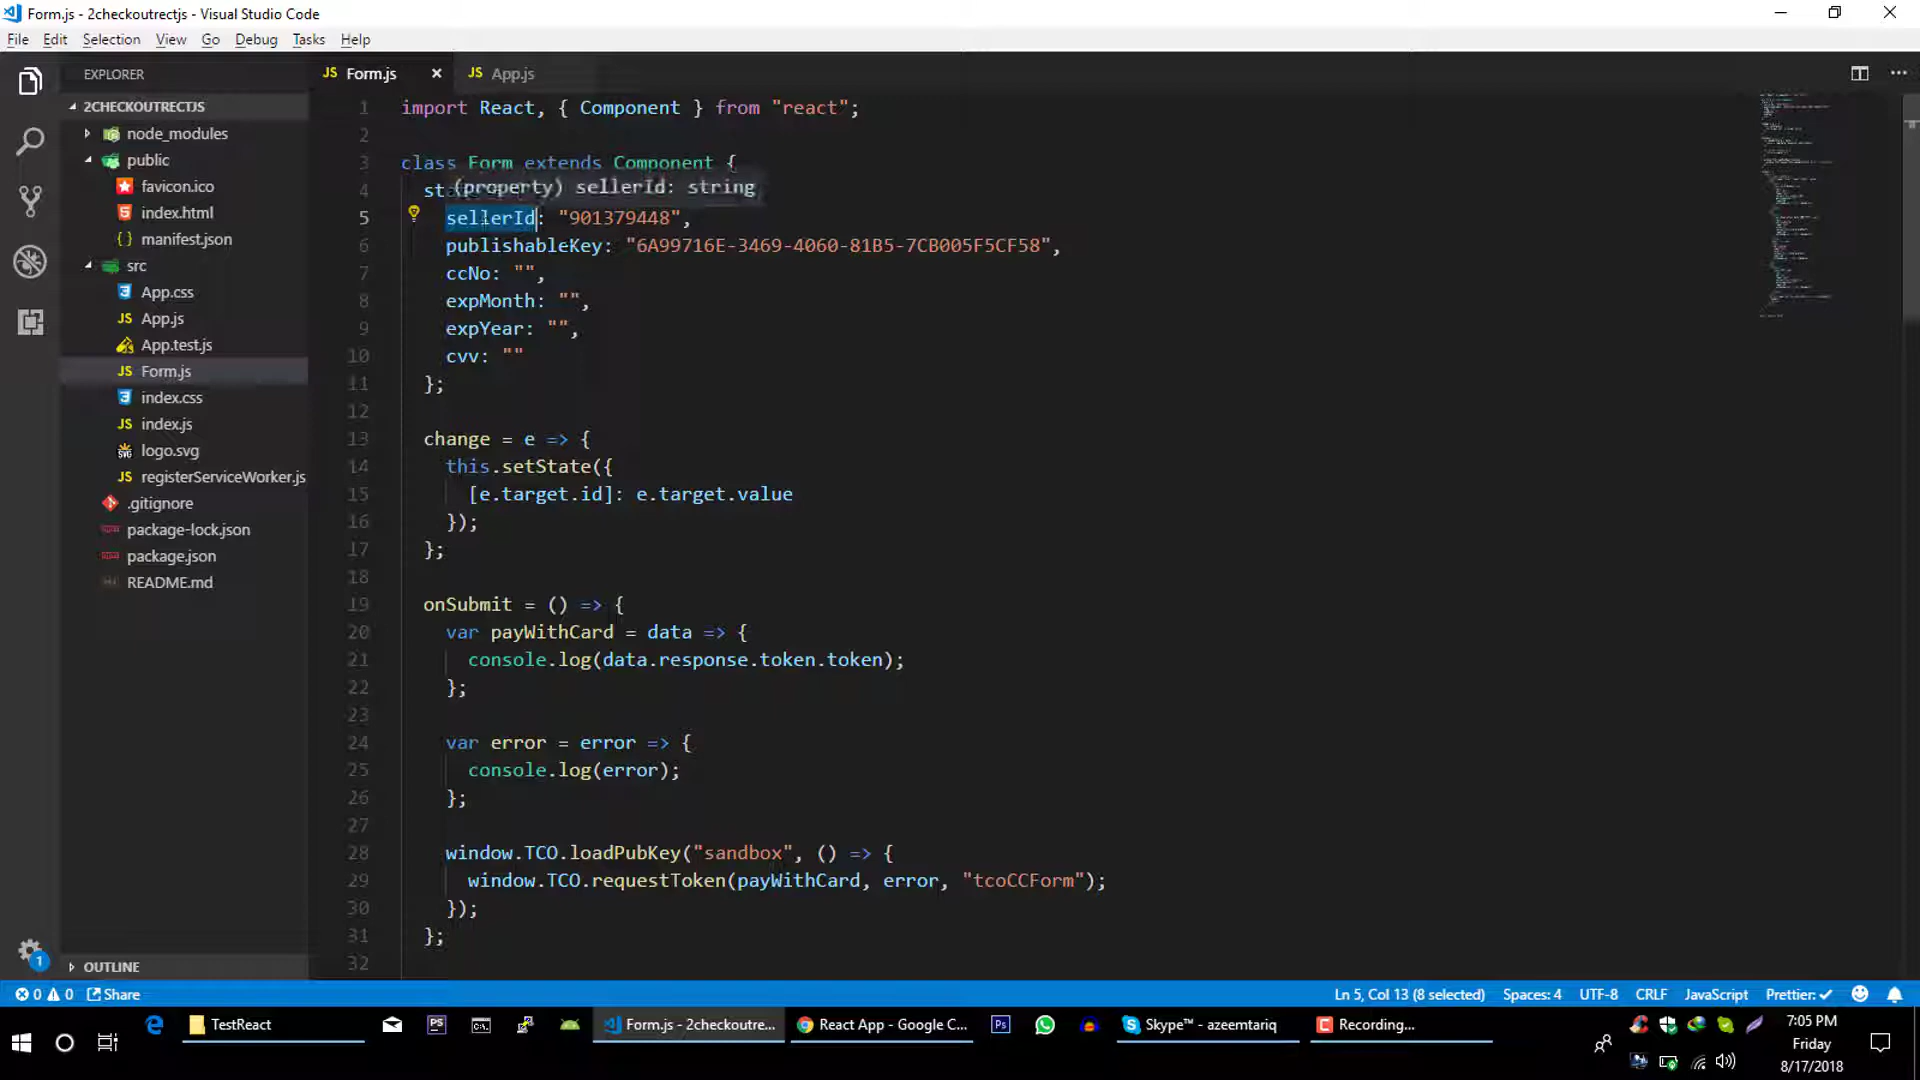 Form.js - 2checkoutrectjs - Visual Studio Code
File Edit Selection View Go Debug Tasks Help
EXPLORER
2CHECKOUTRECTJS
node_modules
public
favicon.ico
index.html
manifest.json
src
App.css
App.js
App.test.js
Form.js
index.css
index.js
logo.svg
registerServiceWorker.js
.gitignore
package-lock.json
package.json
README.md
OUTLINE
JS Form.js × JS App.js
1 import React, { Component } from "react";
2
3 class Form extends Component {
4 st
(property) sellerId: string
5 sellerId: "901379448",
6 publishableKey: "6A99716E-3469-4060-81B5-7CB005F5CF58",
7 ccNo: "",
8 expMonth: "",
9 expYear: "",
10 cvv: ""
11 };
12
13 change = e => {
14 this.setState({
15 [e.target.id]: e.target.value
16 });
17 };
18
19 onSubmit = () => {
20 var payWithCard = data => {
21 console.log(data.response.token.token);
22 };
23
24 var error = error => {
25 console.log(error);
26 };
27
28 window.TCO.loadPubKey("sandbox", () => {
29 window.TCO.requestToken(payWithCard, error, "tcoCCForm");
30 });
31 };
32
1
0 0 Share Ln 5, Col 13 (8 selected) Spaces: 4 UTF-8 CRLF JavaScript Prettier: ✓
TestReact Form.js - 2checkoutre... React App - Google C... Skype™ - azeemtariq Recording...
7:05 PM
Friday
8/17/2018